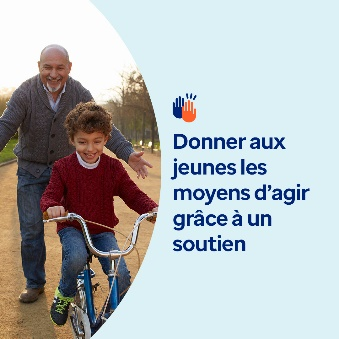 Donner aux
jeunes les
moyens d'agir
grâce à un
soutien